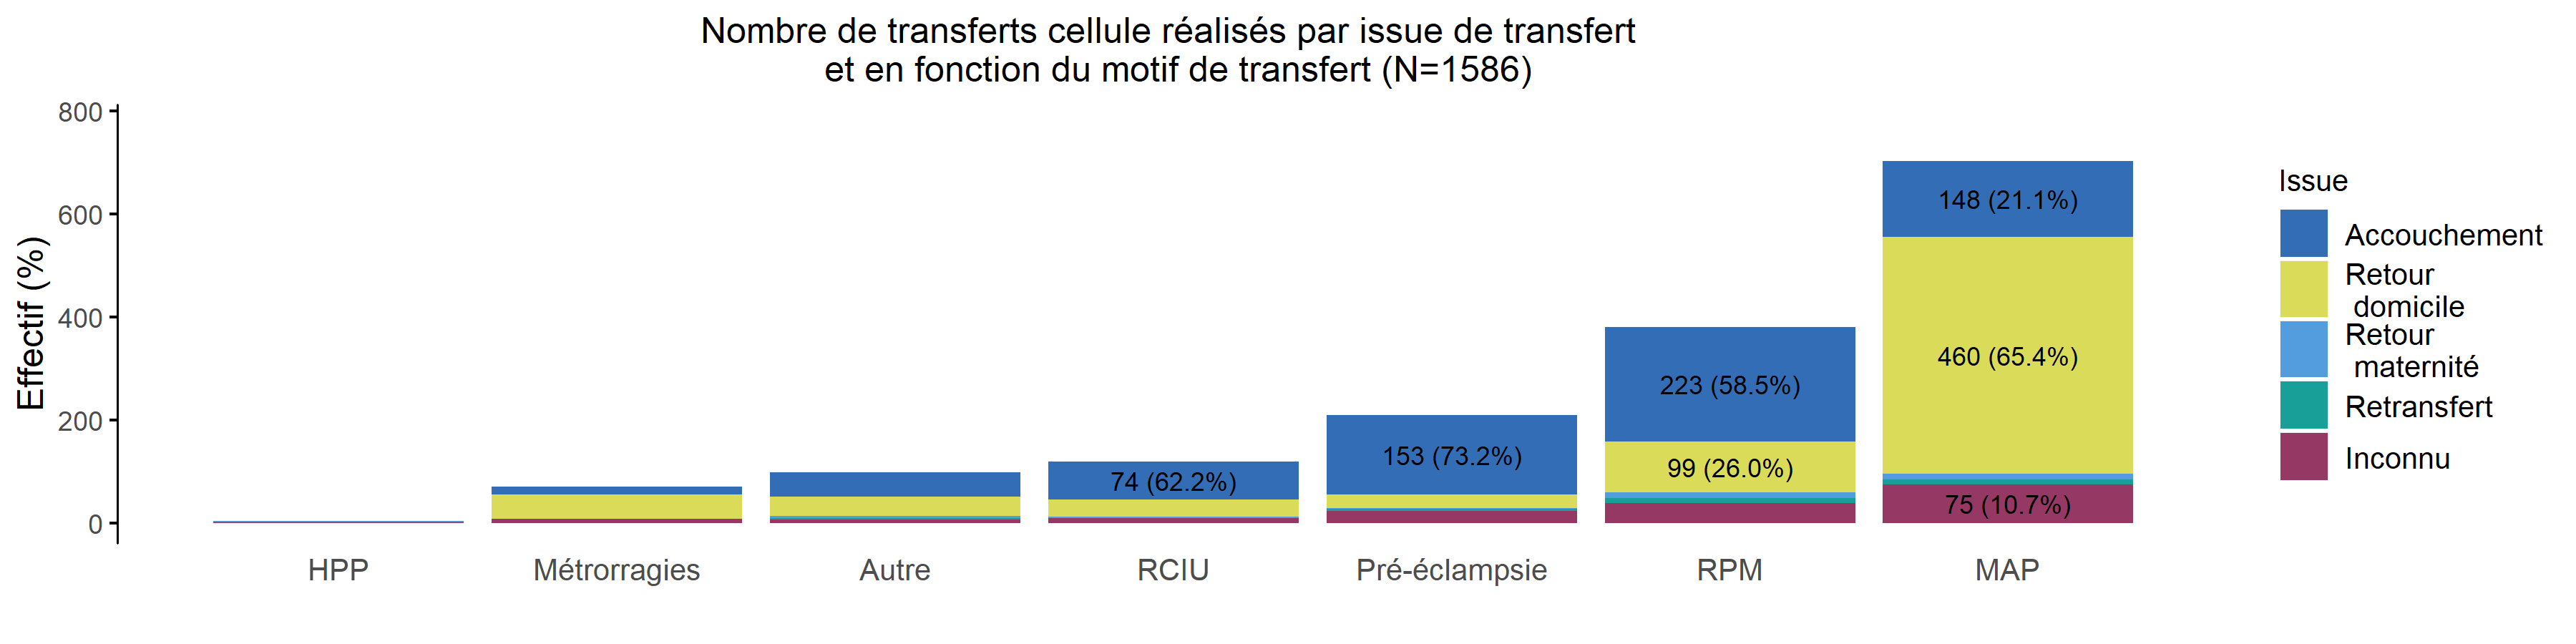 Nombre de transferts cellule réalisés par issue de transfert
et en fonction du motif de transfert (N=1586)
Effectif (%)
800
600
400
200
0
148 (21.1%)
460 (65.4%)
75 (10.7%)
223 (58.5%)
99 (26.0%)
153 (73.2%)
74 (62.2%)
HPP
Métrorragies
Autre
RCIU
Pré-éclampsie
RPM
MAP
Issue
Accouchement
Retour
domicile
Retour
maternité
Retransfert
Inconnu